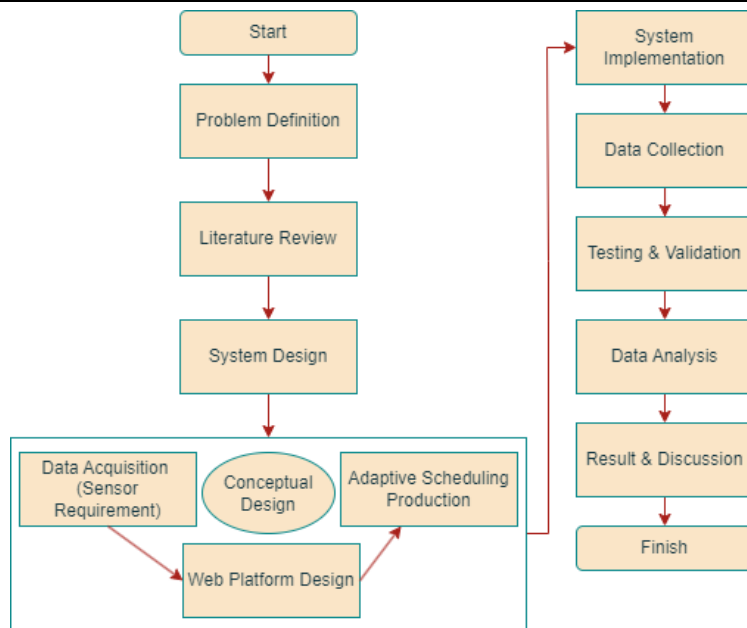 Start
Problem Definition
Literature Review
System Design
Data Acquisition
(Sensor
Requirement)
Conceptual
Design
Adaptive Scheduling
Production
Web Platform Design
System
Implementation
Data Collection
Testing & Validation
Data Analysis
Result & Discussion
Finish